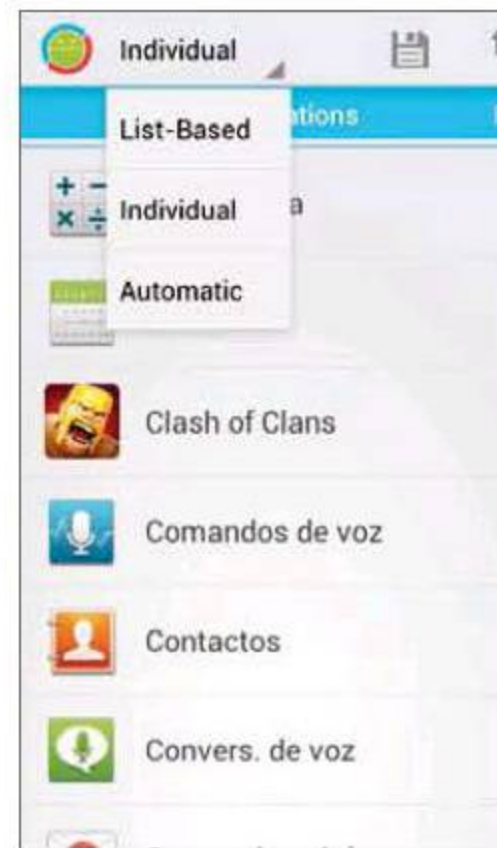 Individual
List-Based
Individual
a
Automatic
Clash of Clans
Comandos de voz
Contactos
Convers. de voz